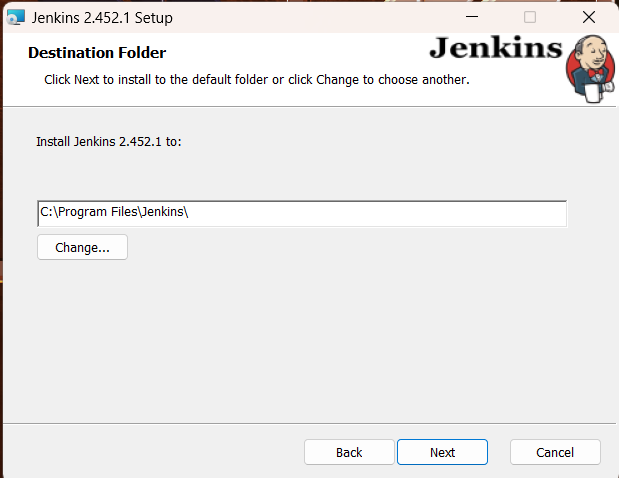 Jenkins 2.452.1 Setup
Destination Folder
Click Next to install to the default folder or click Change to choose another.
Jenkins
Install Jenkins 2.452.1 to:
C:\Program Files\Jenkins\
Change...
Back
Next
Cancel